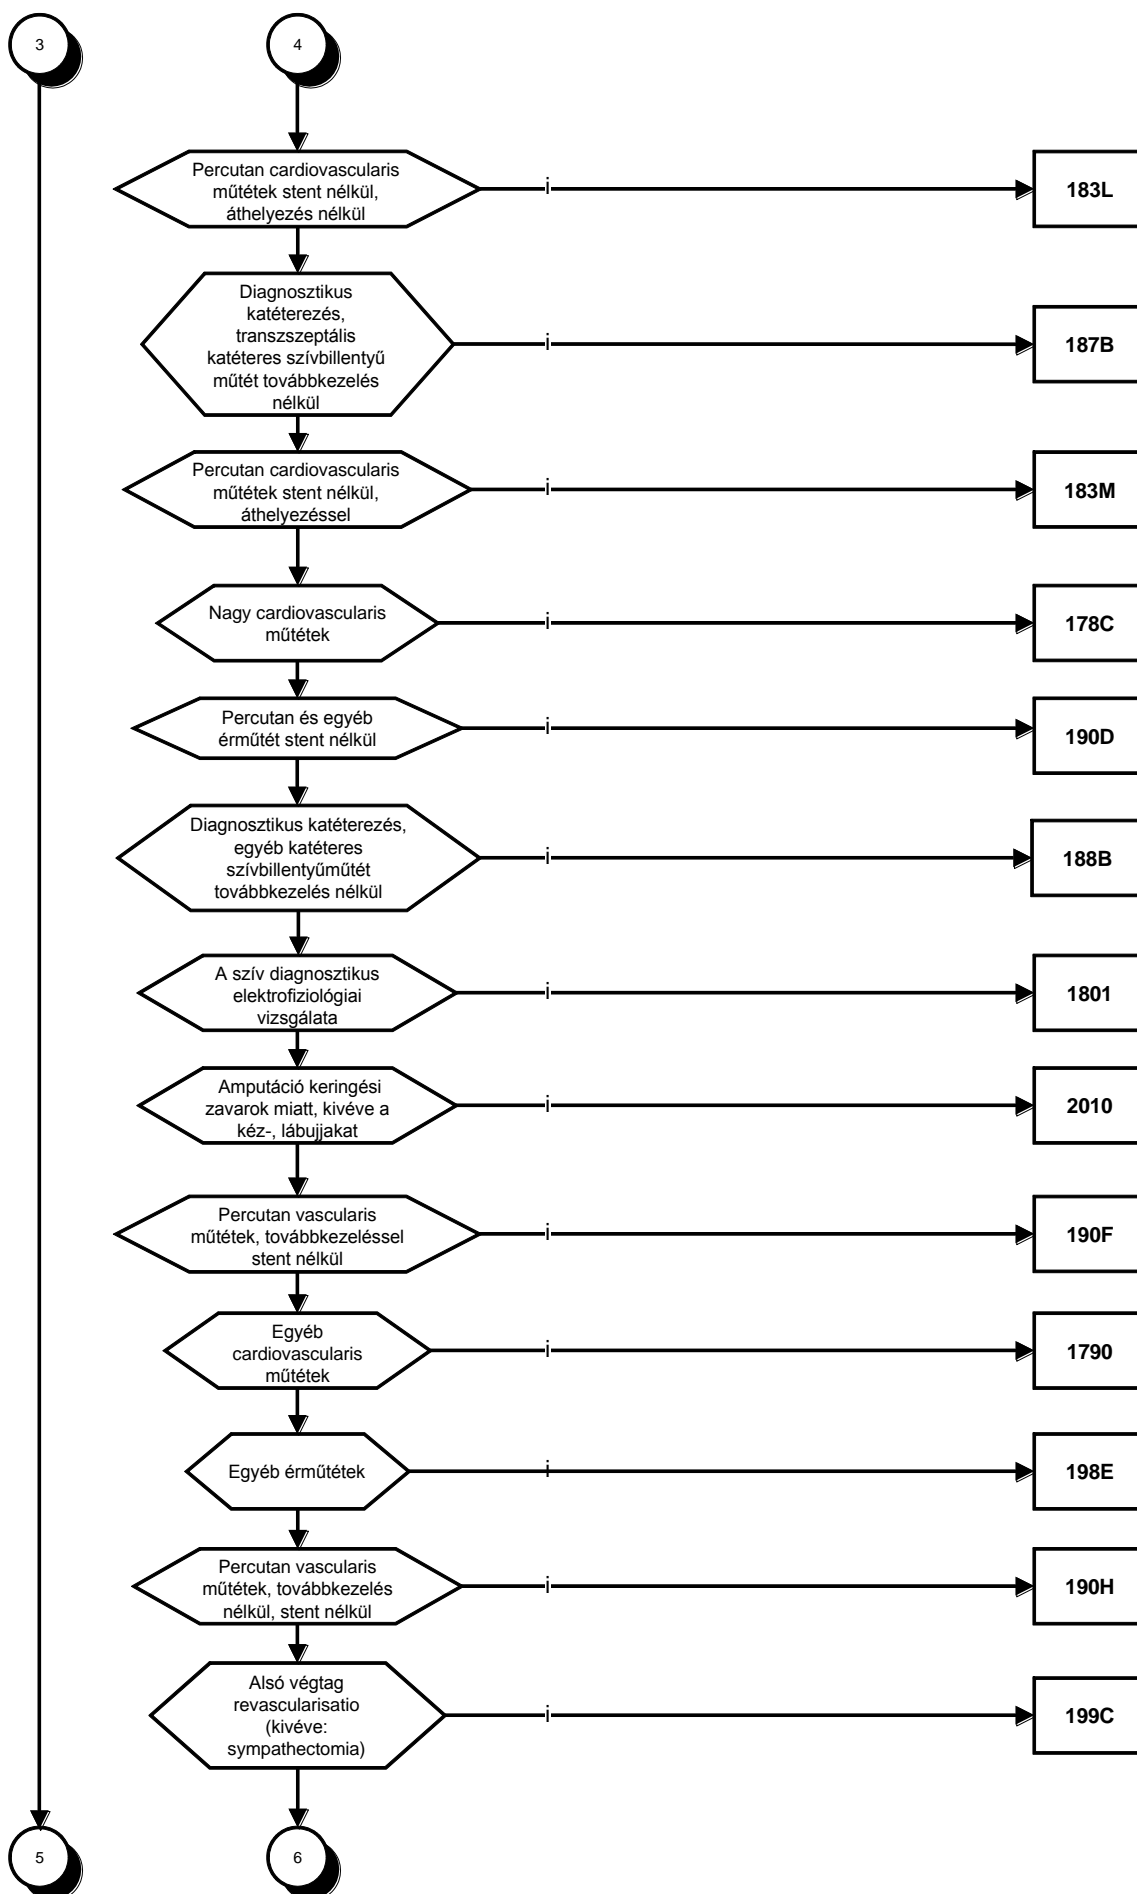 3
4
Percutan cardiovascularis
műtétek stent nélkül,
áthelyezés nélkül
i
183L
Diagnosztikus
katéterezés,
transzszeptális
katéteres szívbillentyű
műtét továbbkezelés
nélkül
i
187B
Percutan cardiovascularis
műtétek stent nélkül,
áthelyezéssel
i
183M
Nagy cardiovascularis
műtétek
i
178C
Percutan és egyéb
érműtét stent nélkül
i
190D
Diagnosztikus katéterezés,
egyéb katéteres
szívbillentyűműtét
továbbkezelés nélkül
i
188B
A szív diagnosztikus
elektrofiziológiai
vizsgálata
i
1801
Amputáció keringési
zavarok miatt, kivéve a
kéz-, lábujjakat
i
2010
Percutan vascularis
műtétek, továbbkezeléssel
stent nélkül
i
190F
Egyéb
cardiovascularis
műtétek
i
1790
Egyéb érműtétek
i
198E
Percutan vascularis
műtétek, továbbkezelés
nélkül, stent nélkül
i
190H
Alsó végtag
revascularisatio
(kivéve:
sympathectomia)
i
199C
5
6